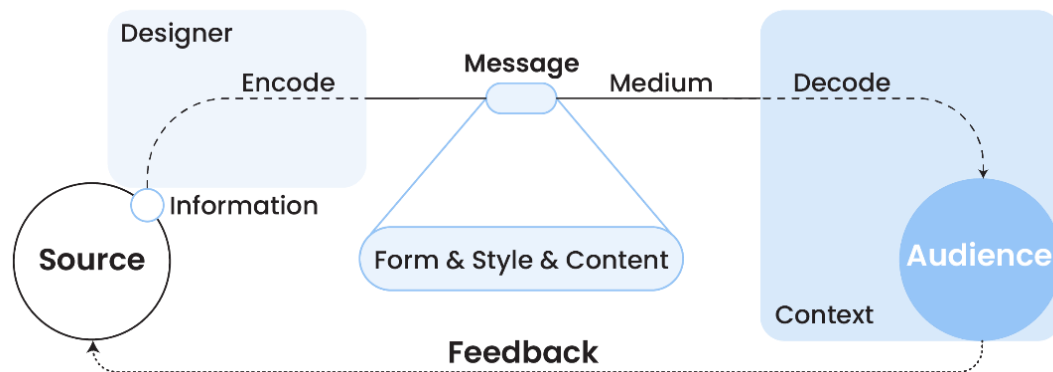 Designer
Encode
Message
Medium
Decode
Information
Source
Form & Style & Content
Audience
Context
Feedback